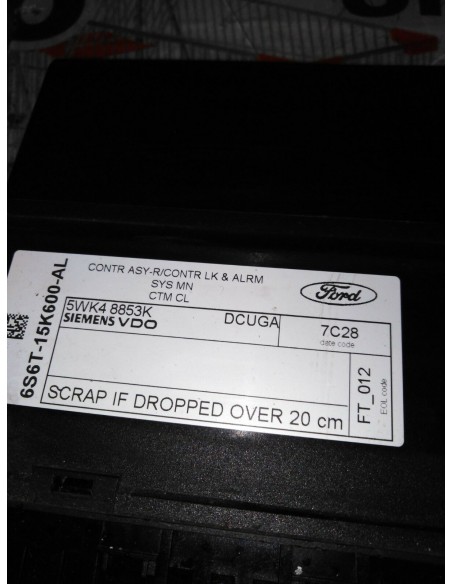 6S6T-15K600-AL
CONTR ASY-R/CONTR LK & ALRM
SYS MN
CTM CL
Ford
5WK4 8853K
SIEMENS VDO
DCUGA
7C28
date code
FT_012
EOL code
SCRAP IF DROPPED OVER 20 cm